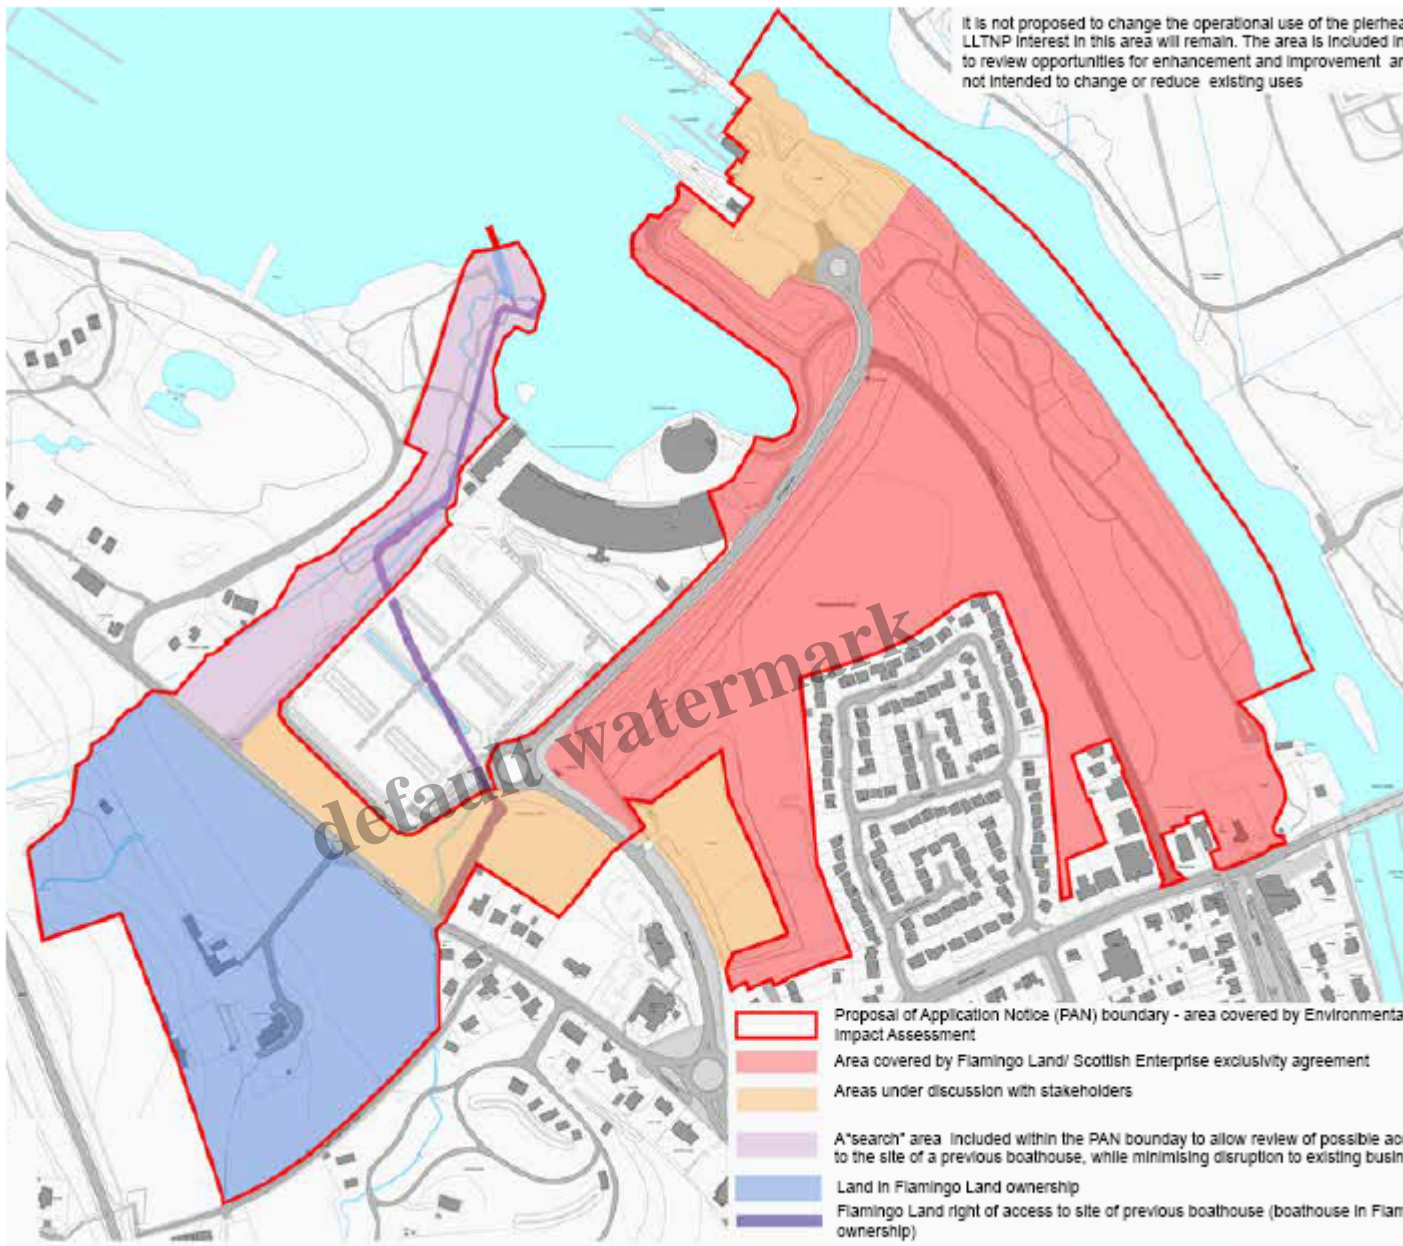 It is not proposed to change the operational use of the pierhea
LLTNP interest in this area will remain. The area is included in
to review opportunities for enhancement and improvement an
not intended to change or reduce existing uses
default watermark
Proposal of Application Notice (PAN) boundary - area covered by Environmenta
Impact Assessment
Area covered by Flamingo Land/ Scottish Enterprise exclusivity agreement
Areas under discussion with stakeholders
A"search" area included within the PAN bounday to allow review of possible acc
to the site of a previous boathouse, while minimising disruption to existing busin
Land in Flamingo Land ownership
Flamingo Land right of access to site of previous boathouse (boathouse in Flam
ownership)